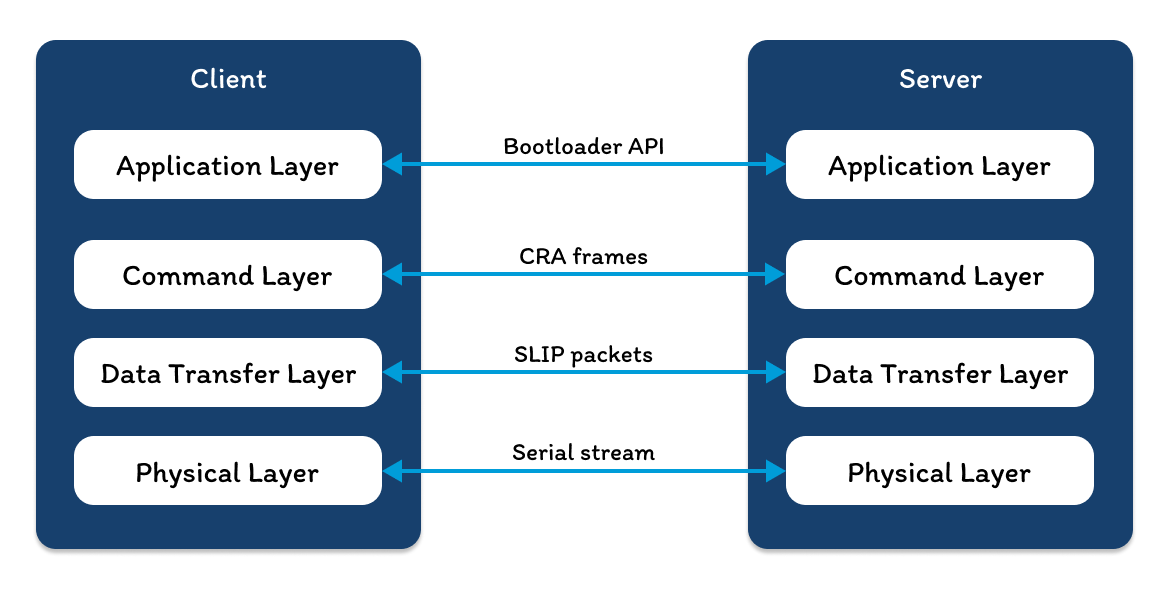 Client
Server
Application Layer
Bootloader API
Application Layer
Command Layer
CRA frames
Command Layer
Data Transfer Layer
SLIP packets
Data Transfer Layer
Physical Layer
Serial stream
Physical Layer